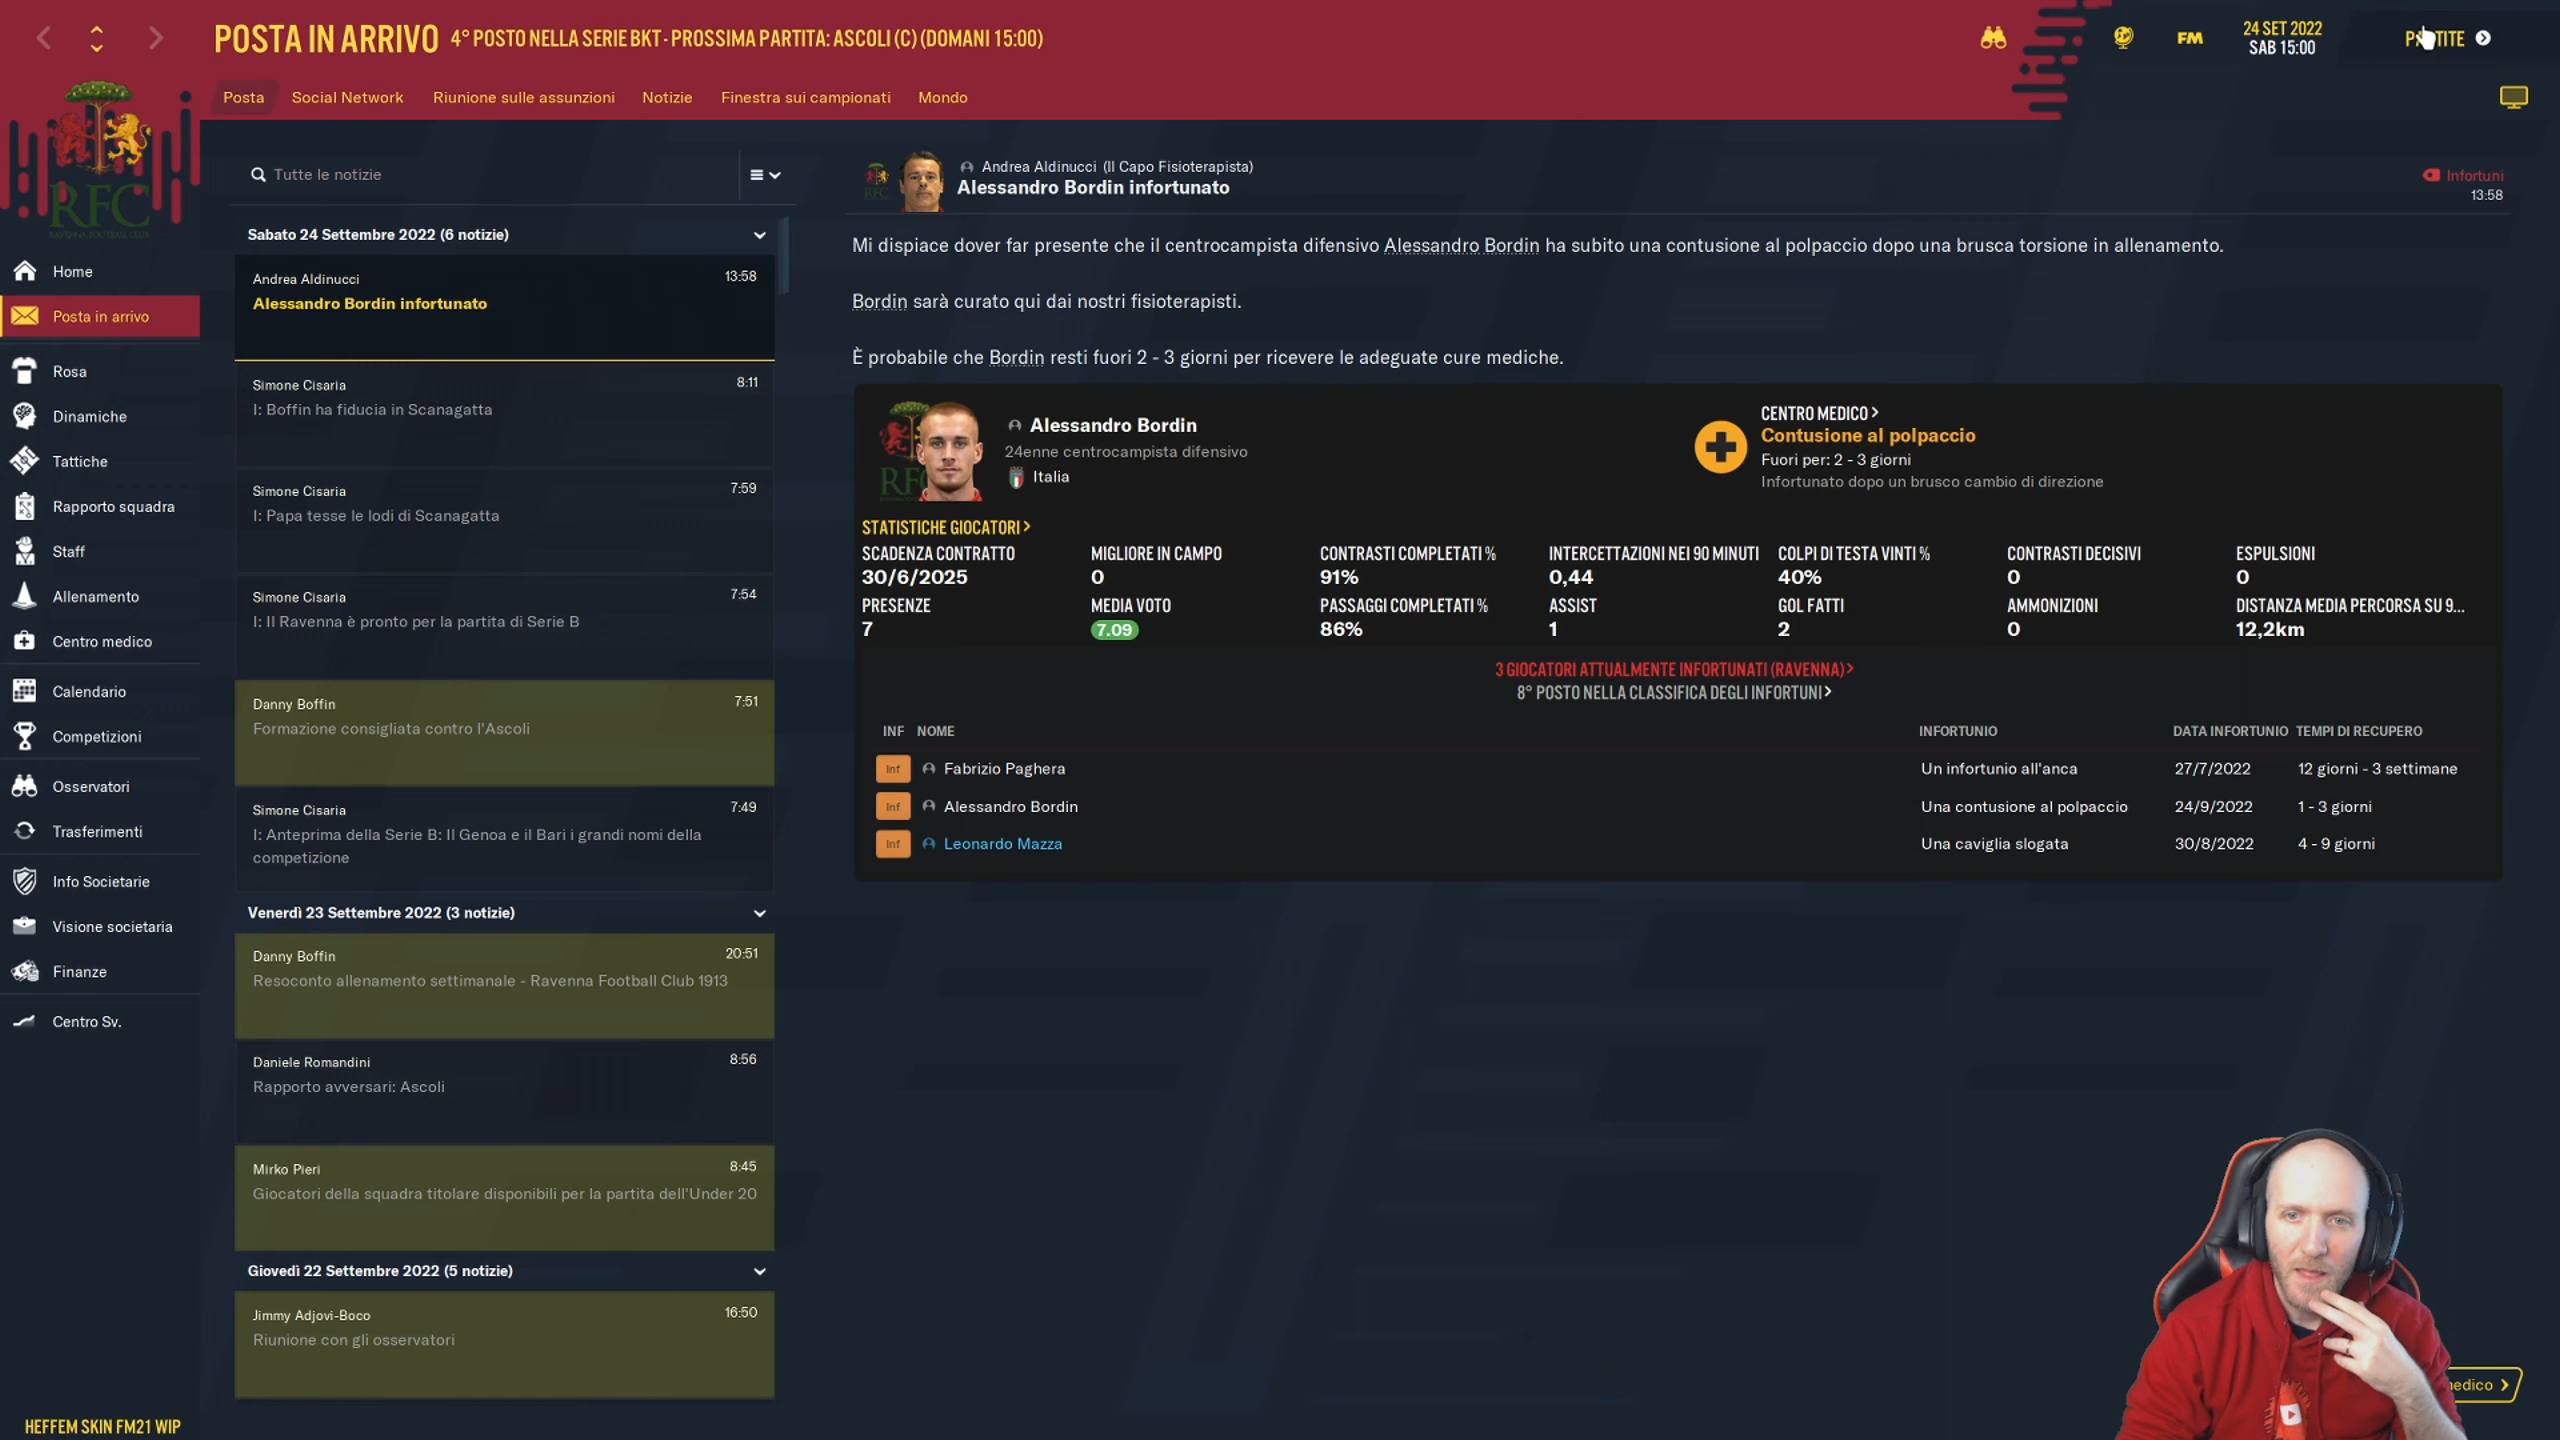 POSTA IN ARRIVO 4° POSTO NELLA SERIE BKT - PROSSIMA PARTITA: ASCOLI (C) (DOMANI 15:00)
FM
24 SET 2022
SAB 15:00
Posta Social Network Riunione sulle assunzioni Notizie Finestra sui campionati Mondo
RFC
Home
Posta in arrivo
Rosa
Dinamiche
Tattiche
Rapporto squadra
Staff
Allenamento
Centro medico
Calendario
Competizioni
Osservatori
Trasferimenti
Info Societarie
Visione societaria
Finanze
Centro Sv.
HEFFEM SKIN FM21 WIP
Tutte le notizie
Sabato 24 Settembre 2022 (6 notizie)
Andrea Aldinucci 13:58
Alessandro Bordin infortunato
Simone Cisaria 8:11
I: Boffin ha fiducia in Scanagatta
Simone Cisaria 7:59
I: Papa tesse le lodi di Scanagatta
Simone Cisaria 7:54
I: Il Ravenna è pronto per la partita di Serie B
Danny Boffin 7:51
Formazione consigliata contro l'Ascoli
Simone Cisaria 7:49
I: Anteprima della Serie B: Il Genoa e il Bari i grandi nomi della
competizione
Venerdì 23 Settembre 2022 (3 notizie)
Danny Boffin 20:51
Resoconto allenamento settimanale - Ravenna Football Club 1913
Daniele Romandini 8:56
Rapporto avversari: Ascoli
Mirko Pieri 8:45
Giocatori della squadra titolare disponibili per la partita dell'Under 20
Giovedì 22 Settembre 2022 (5 notizie)
Jimmy Adjovi-Boco 16:50
Riunione con gli osservatori
Andrea Aldinucci (Il Capo Fisioterapista)
Alessandro Bordin infortunato
Infortuni
13:58
Mi dispiace dover far presente che il centrocampista difensivo Alessandro Bordin ha subito una contusione al polpaccio dopo una brusca torsione in allenamento.
Bordin sarà curato qui dai nostri fisioterapisti.
È probabile che Bordin resti fuori 2 - 3 giorni per ricevere le adeguate cure mediche.
Alessandro Bordin
24enne centrocampista difensivo
Italia
CENTRO MEDICO
Contusione al polpaccio
Fuori per: 2 - 3 giorni
Infortunato dopo un brusco cambio di direzione
STATISTICHE GIOCATORI
SCADENZA CONTRATTO MIGLIORE IN CAMPO CONTRASTI COMPLETATI % INTERCETTAZIONI NEI 90 MINUTI COLPI DI TESTA VINTI % CONTRASTI DECISIVI ESPULSIONI
30/6/2025 0 91% 0,44 40% 0 0
PRESENZE MEDIA VOTO PASSAGGI COMPLETATI % ASSIST GOL FATTI AMMONIZIONI DISTANZA MEDIA PERCORSA SU 9...
7 7.09 86% 1 2 0 12,2km
3 GIOCATORI ATTUALMENTE INFORTUNATI (RAVENNA)
8° POSTO NELLA CLASSIFICA DEGLI INFORTUNI
INF NOME INFORTUNIO DATA INFORTUNIO TEMPI DI RECUPERO
Inf Fabrizio Paghera Un infortunio all'anca 27/7/2022 12 giorni - 3 settimane
Inf Alessandro Bordin Una contusione al polpaccio 24/9/2022 1 - 3 giorni
Inf Leonardo Mazza Una caviglia slogata 30/8/2022 4 - 9 giorni